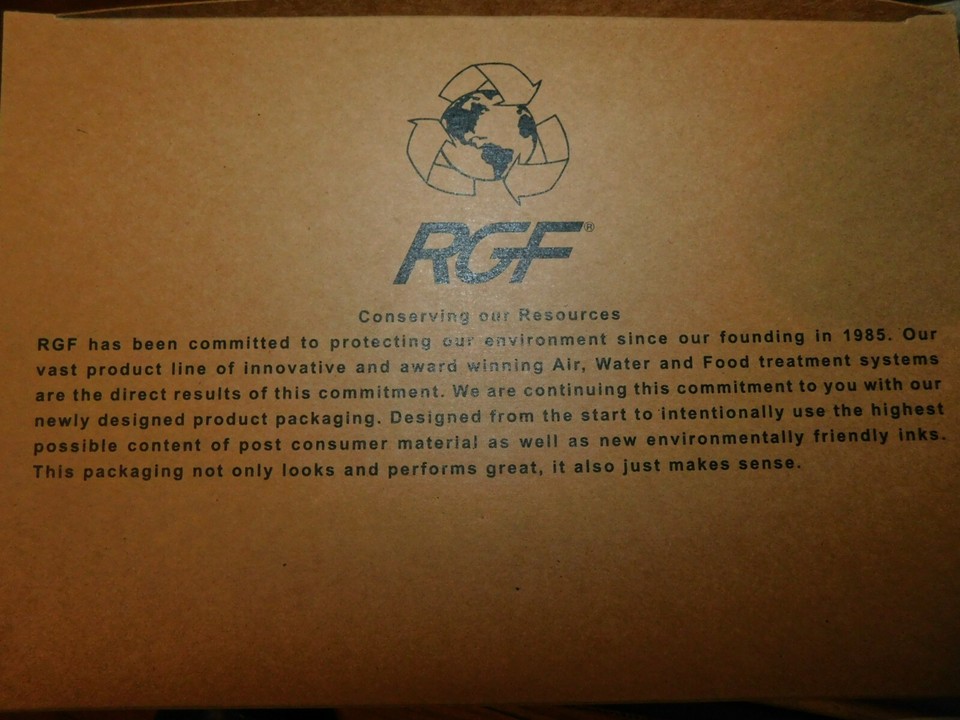 RGF®
Conserving our Resources
RGF has been committed to protecting our environment since our founding in 1985. Our
vast product line of innovative and award winning Air, Water and Food treatment systems
are the direct results of this commitment. We are continuing this commitment to you with our
newly designed product packaging. Designed from the start to intentionally use the highest
possible content of post consumer material as well as new environmentally friendly inks.
This packaging not only looks and performs great, it also just makes sense.